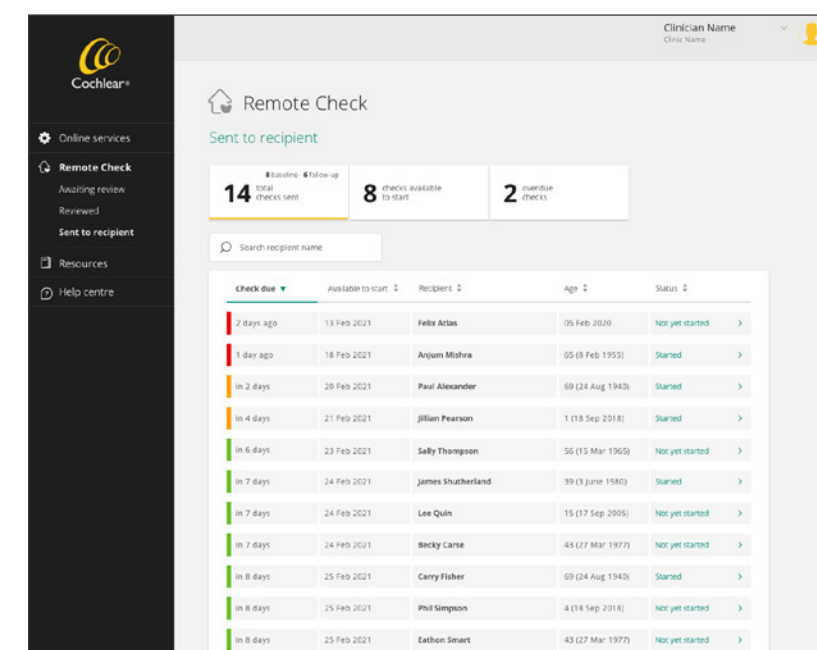 Clinician Name
Clinic Name
Cochlear®
Online services
Remote Check
Awaiting review
Reviewed
Sent to recipient
Resources
Help centre
Remote Check
Sent to recipient
8 baseline 6 follow-up
14 total checks sent
8 checks available to start
2 overdue checks
Search recipient name
Check due Available to start Recipient Age Status
2 days ago 13 Feb 2021 Felix Atlas 05 Feb 2020 Not yet started
1 day ago 18 Feb 2021 Anjum Mishra 65 (8 Feb 1955) Started
in 2 days 20 Feb 2021 Paul Alexander 69 (24 Aug 1940) Started
in 4 days 21 Feb 2021 Jillian Pearson 1 (18 Sep 2018) Started
in 6 days 23 Feb 2021 Sally Thompson 56 (15 Mar 1965) Not yet started
in 7 days 24 Feb 2021 James Shutherland 39 (3 June 1980) Started
in 7 days 24 Feb 2021 Lee Quin 15 (17 Sep 2005) Not yet started
in 7 days 24 Feb 2021 Becky Carse 43 (27 Mar 1977) Not yet started
in 8 days 25 Feb 2021 Carry Fisher 69 (24 Aug 1940) Started
in 8 days 25 Feb 2021 Phil Simpson 4 (18 Sep 2018) Not yet started
in 8 days 25 Feb 2021 Eathon Smart 43 (27 Mar 1977) Not yet started